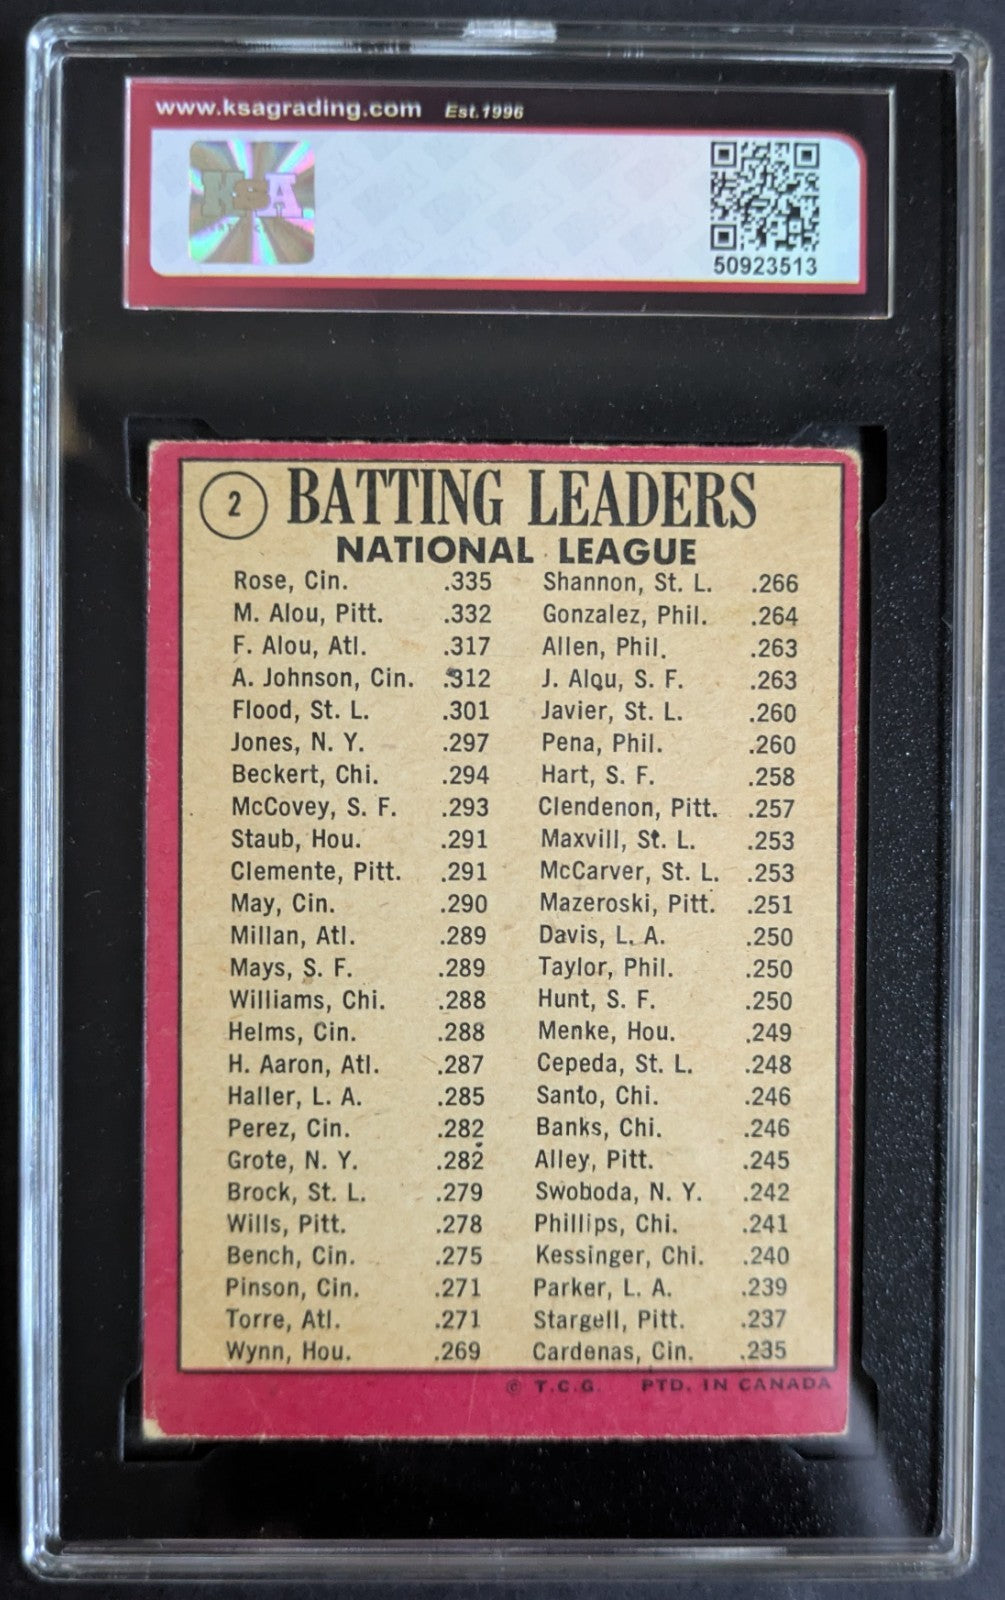 www.ksagrading.com Est.1996
KSA
50923513
2 BATTING LEADERS
NATIONAL LEAGUE
Rose, Cin. .335 Shannon, St. L. .266
M. Alou, Pitt. .332 Gonzalez, Phil. .264
F. Alou, Atl. .317 Allen, Phil. .263
A. Johnson, Cin. .312 J. Alou, S. F. .263
Flood, St. L. .301 Javier, St. L. .260
Jones, N. Y. .297 Pena, Phil. .260
Beckert, Chi. .294 Hart, S. F. .258
McCovey, S. F. .293 Clendenon, Pitt. .257
Staub, Hou. .291 Maxvill, St. L. .253
Clemente, Pitt. .291 McCarver, St. L. .253
May, Cin. .290 Mazeroski, Pitt. .251
Millan, Atl. .289 Davis, L. A. .250
Mays, S. F. .289 Taylor, Phil. .250
Williams, Chi. .288 Hunt, S. F. .250
Helms, Cin. .288 Menke, Hou. .249
H. Aaron, Atl. .287 Cepeda, St. L. .248
Haller, L. A. .285 Santo, Chi. .246
Perez, Cin. .282 Banks, Chi. .246
Grote, N. Y. .282 Alley, Pitt. .245
Brock, St. L. .279 Swoboda, N. Y. .242
Wills, Pitt. .278 Phillips, Chi. .241
Bench, Cin. .275 Kessinger, Chi. .240
Pinson, Cin. .271 Parker, L. A. .239
Torre, Atl. .271 Stargell, Pitt. .237
Wynn, Hou. .269 Cardenas, Cin. .235
© T.C.G. PTD. IN CANADA